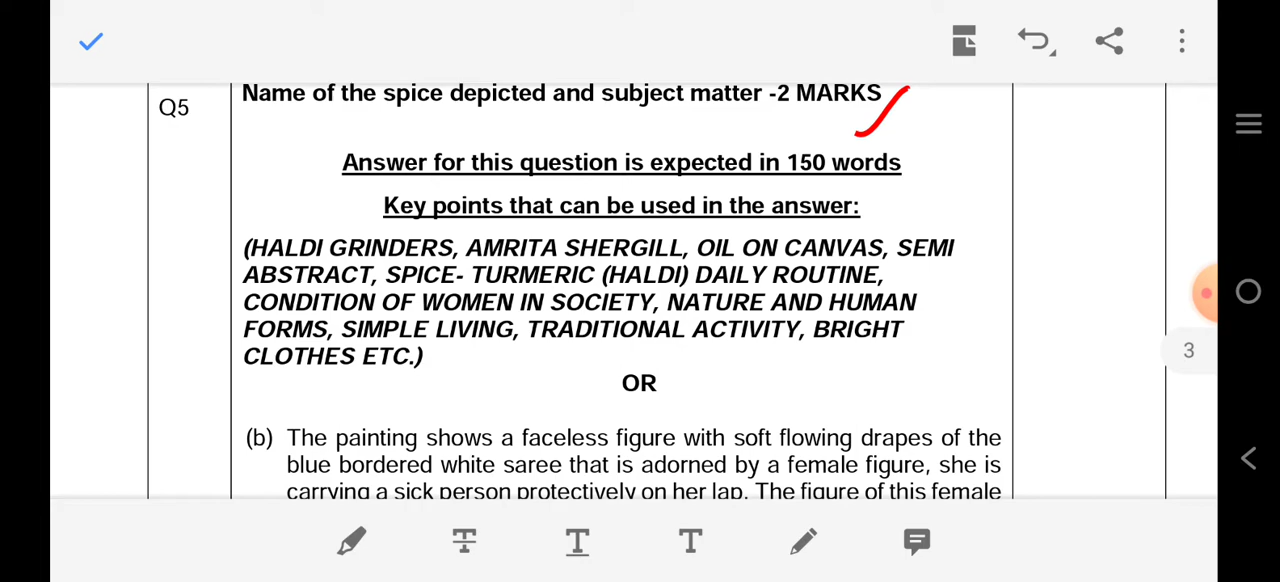 Q5
Name of the spice depicted and subject matter -2 MARKS
Answer for this question is expected in 150 words
Key points that can be used in the answer:
(HALDI GRINDERS, AMRITA SHERGILL, OIL ON CANVAS, SEMI
ABSTRACT, SPICE- TURMERIC (HALDI) DAILY ROUTINE,
CONDITION OF WOMEN IN SOCIETY, NATURE AND HUMAN
FORMS, SIMPLE LIVING, TRADITIONAL ACTIVITY, BRIGHT
CLOTHES ETC.)
3
OR
(b) The painting shows a faceless figure with soft flowing drapes of the
blue bordered white saree that is adorned by a female figure, she is
carrying a sick person protectively on her lap. The figure of this female
T
T
T